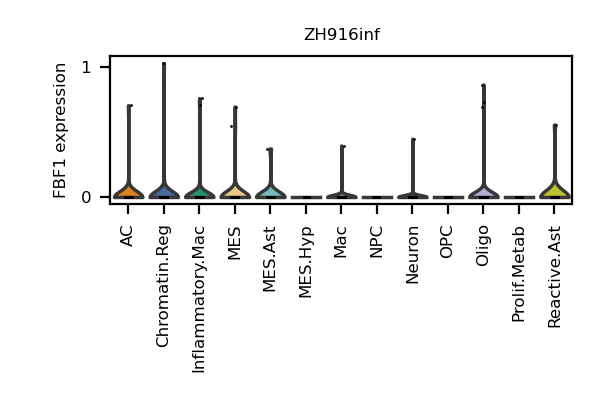 ZH916inf
FBF1 expression
1
0
AC
Chromatin.Reg
Inflammatory.Mac
MES
MES.Ast
MES.Hyp
Mac
NPC
Neuron
OPC
Oligo
Prolif.Metab
Reactive.Ast